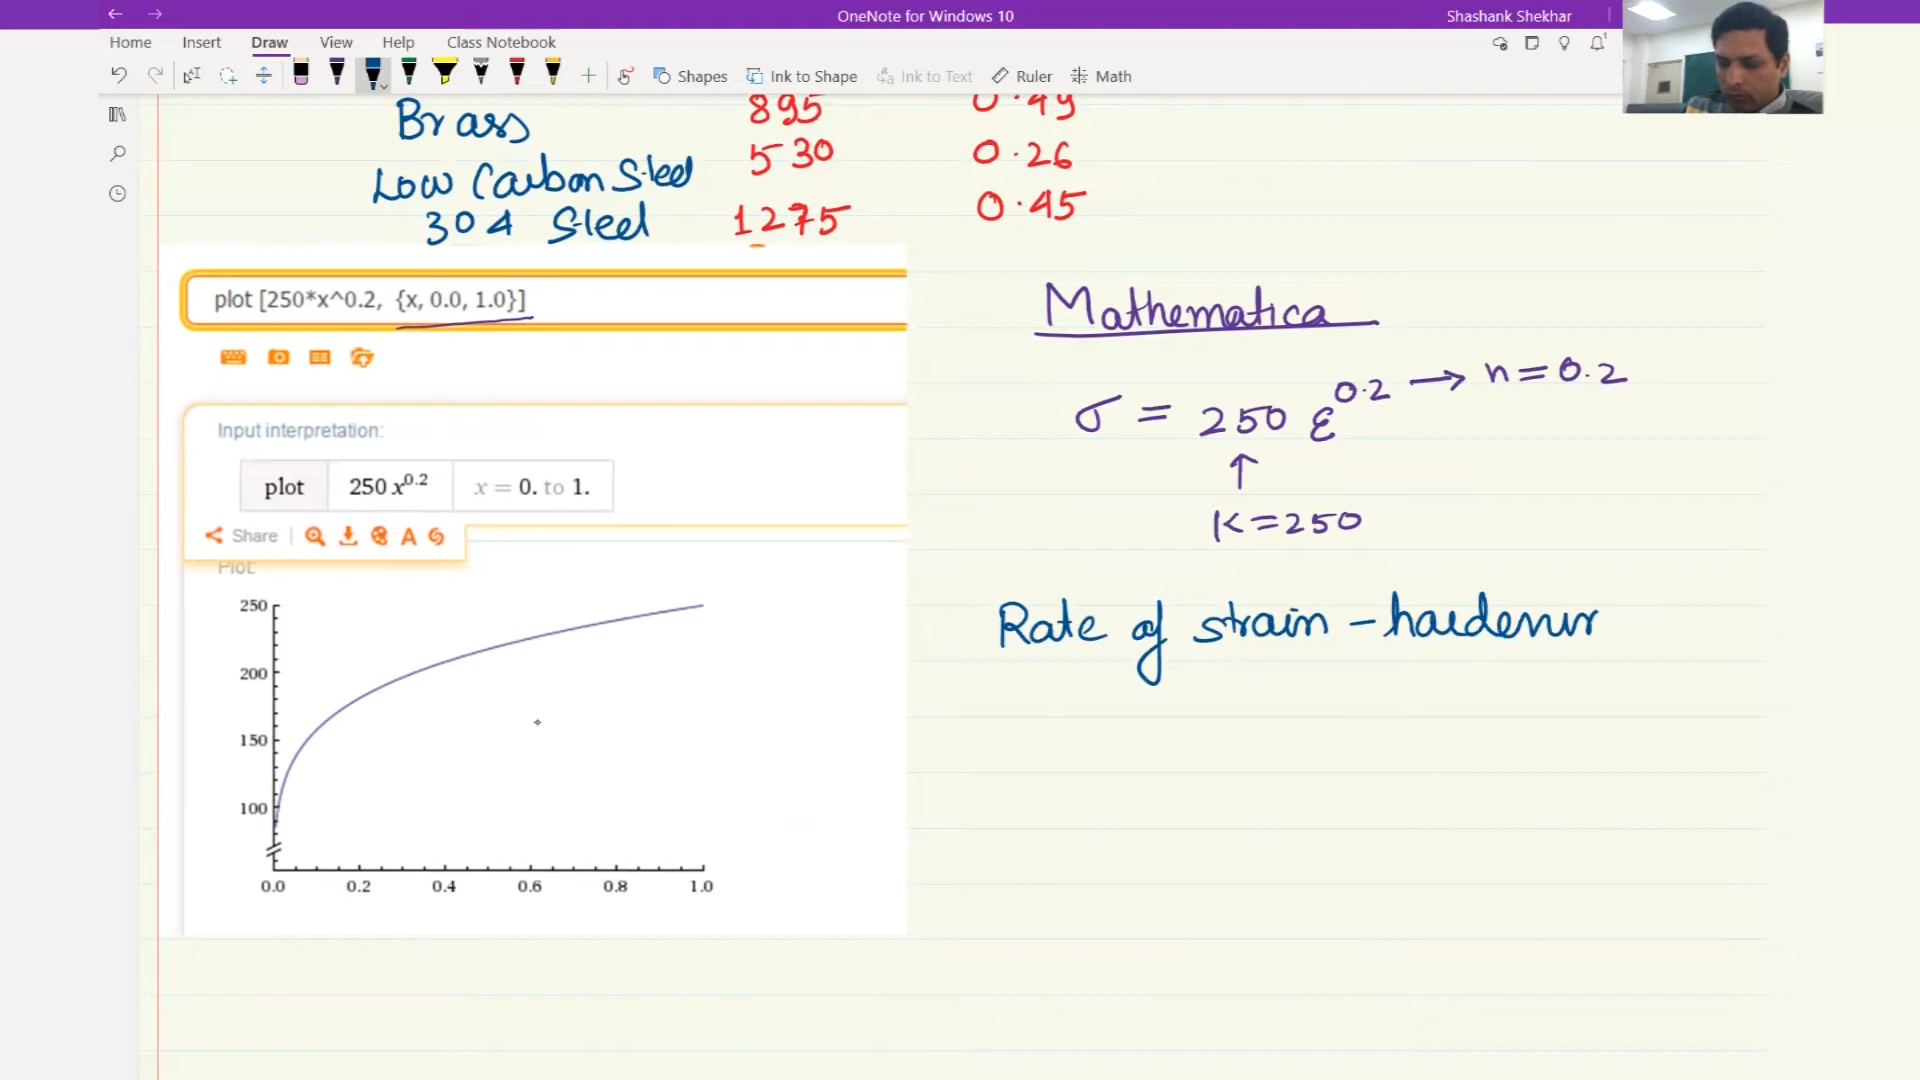 OneNote for Windows 10
Shashank Shekhar
Home Insert Draw View Help Class Notebook
Shapes Ink to Shape Ink to Text Ruler Math
Brass 895 0.49
Low Carbon Steel 530 0.26
304 Steel 1275 0.45
plot [250*x^0.2, {x, 0.0, 1.0}]
Input interpretation:
plot 250 x^0.2 x = 0. to 1.
Share
Plot:
250
200
150
100
0.0 0.2 0.4 0.6 0.8 1.0
Mathematica
σ = 250 ε^0.2 → n = 0.2
↑
K = 250
Rate of strain - hardenin